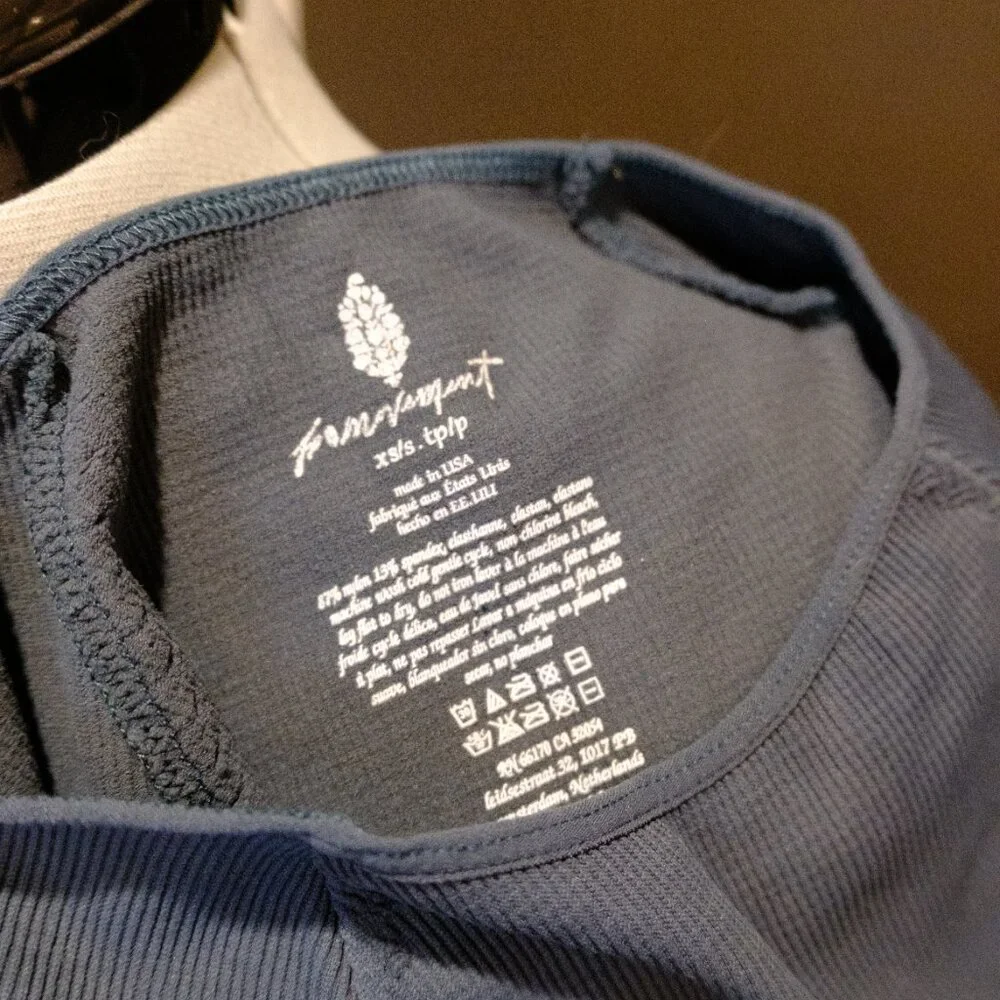 fpmovement
xs/s . tp/p
made in USA
fabriqué aux États Unis
hecho en EE.UU
87% nylon 13% spandex, elasthanne, elastan, elastano
machine wash cold gentle cycle, non chlorine bleach,
lay flat to dry, do not iron laver à la machine à l'eau
froide cycle délica, eau de javel sans chlore, faire sécher
à plat, ne pas repasser Lavar a máquina en frío ciclo
suave, blanqueador sin cloro, coloque en plano para
secar, no planchar
RN 66170 CA 32054
leidsestraat 32, 1017 PB
Amsterdam, Netherlands